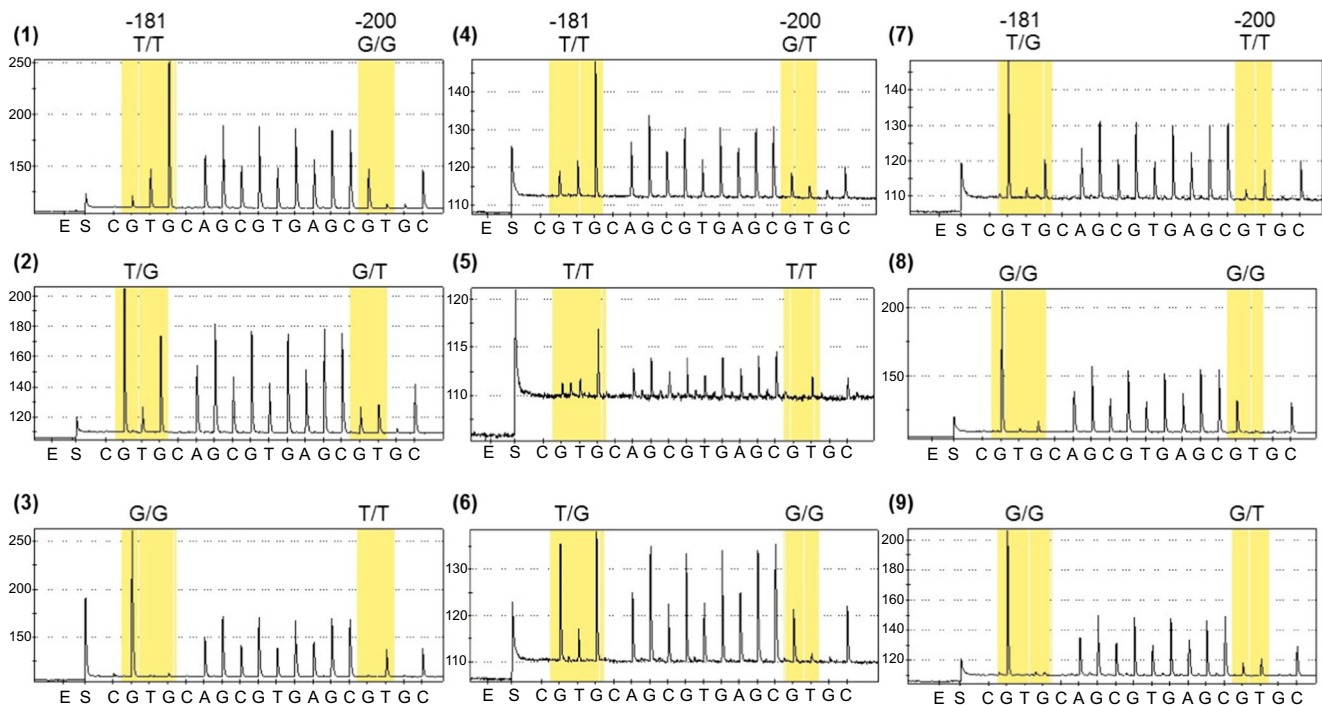 -181 -200
(1) T/T G/G
250
200
150
E S C G T G C A G C G T G A G C G T G C
-181 -200
(4) T/T G/T
140
130
120
110
E S C G T G C A G C G T G A G C G T G C
-181 -200
(7) T/G T/T
140
130
120
110
E S C G T G C A G C G T G A G C G T G C
(2) T/G G/T
200
180
160
140
120
E S C G T G C A G C G T G A G C G T G C
(5) T/T T/T
120
115
110
E S C G T G C A G C G T G A G C G T G C
(8) G/G G/G
200
150
E S C G T G C A G C G T G A G C G T G C
(3) G/G T/T
250
200
150
E S C G T G C A G C G T G A G C G T G C
(6) T/G G/G
130
120
110
E S C G T G C A G C G T G A G C G T G C
(9) G/G G/T
200
180
160
140
120
E S C G T G C A G C G T G A G C G T G C